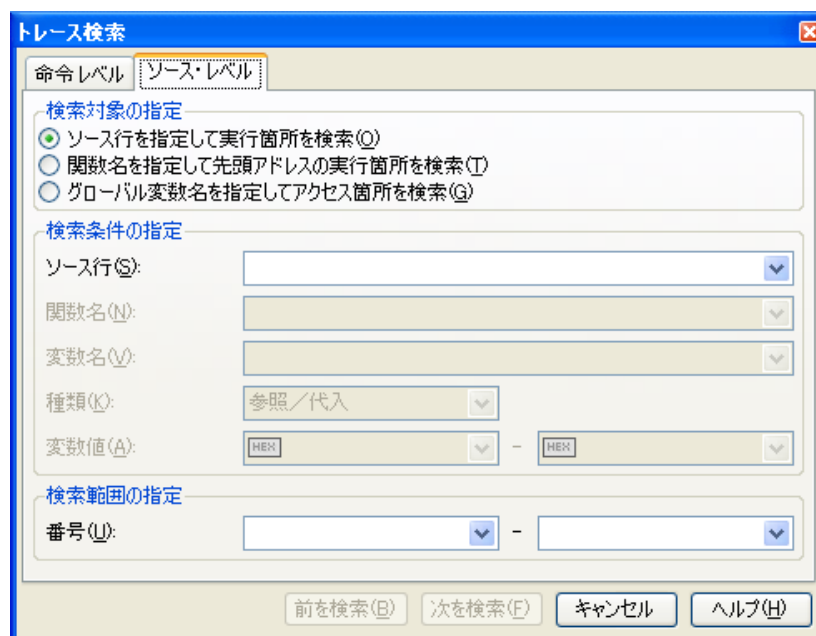 トレース検索
命令レベル ソース・レベル
検索対象の指定
ソース行を指定して実行箇所を検索(O)
関数名を指定して先頭アドレスの実行箇所を検索(T)
グローバル変数名を指定してアクセス箇所を検索(G)
検索条件の指定
ソース行(S):
関数名(N):
変数名(V):
種類(K): 参照／代入
変数値(A): HEX - HEX
検索範囲の指定
番号(U): -
前を検索(B) 次を検索(F) キャンセル ヘルプ(H)